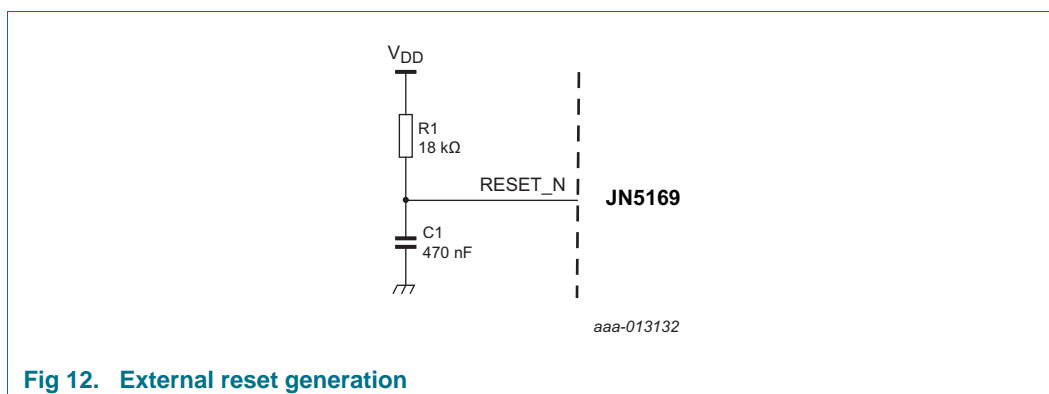 VDD
R1
18 kΩ
RESET_N
JN5169
C1
470 nF
aaa-013132
Fig 12. External reset generation